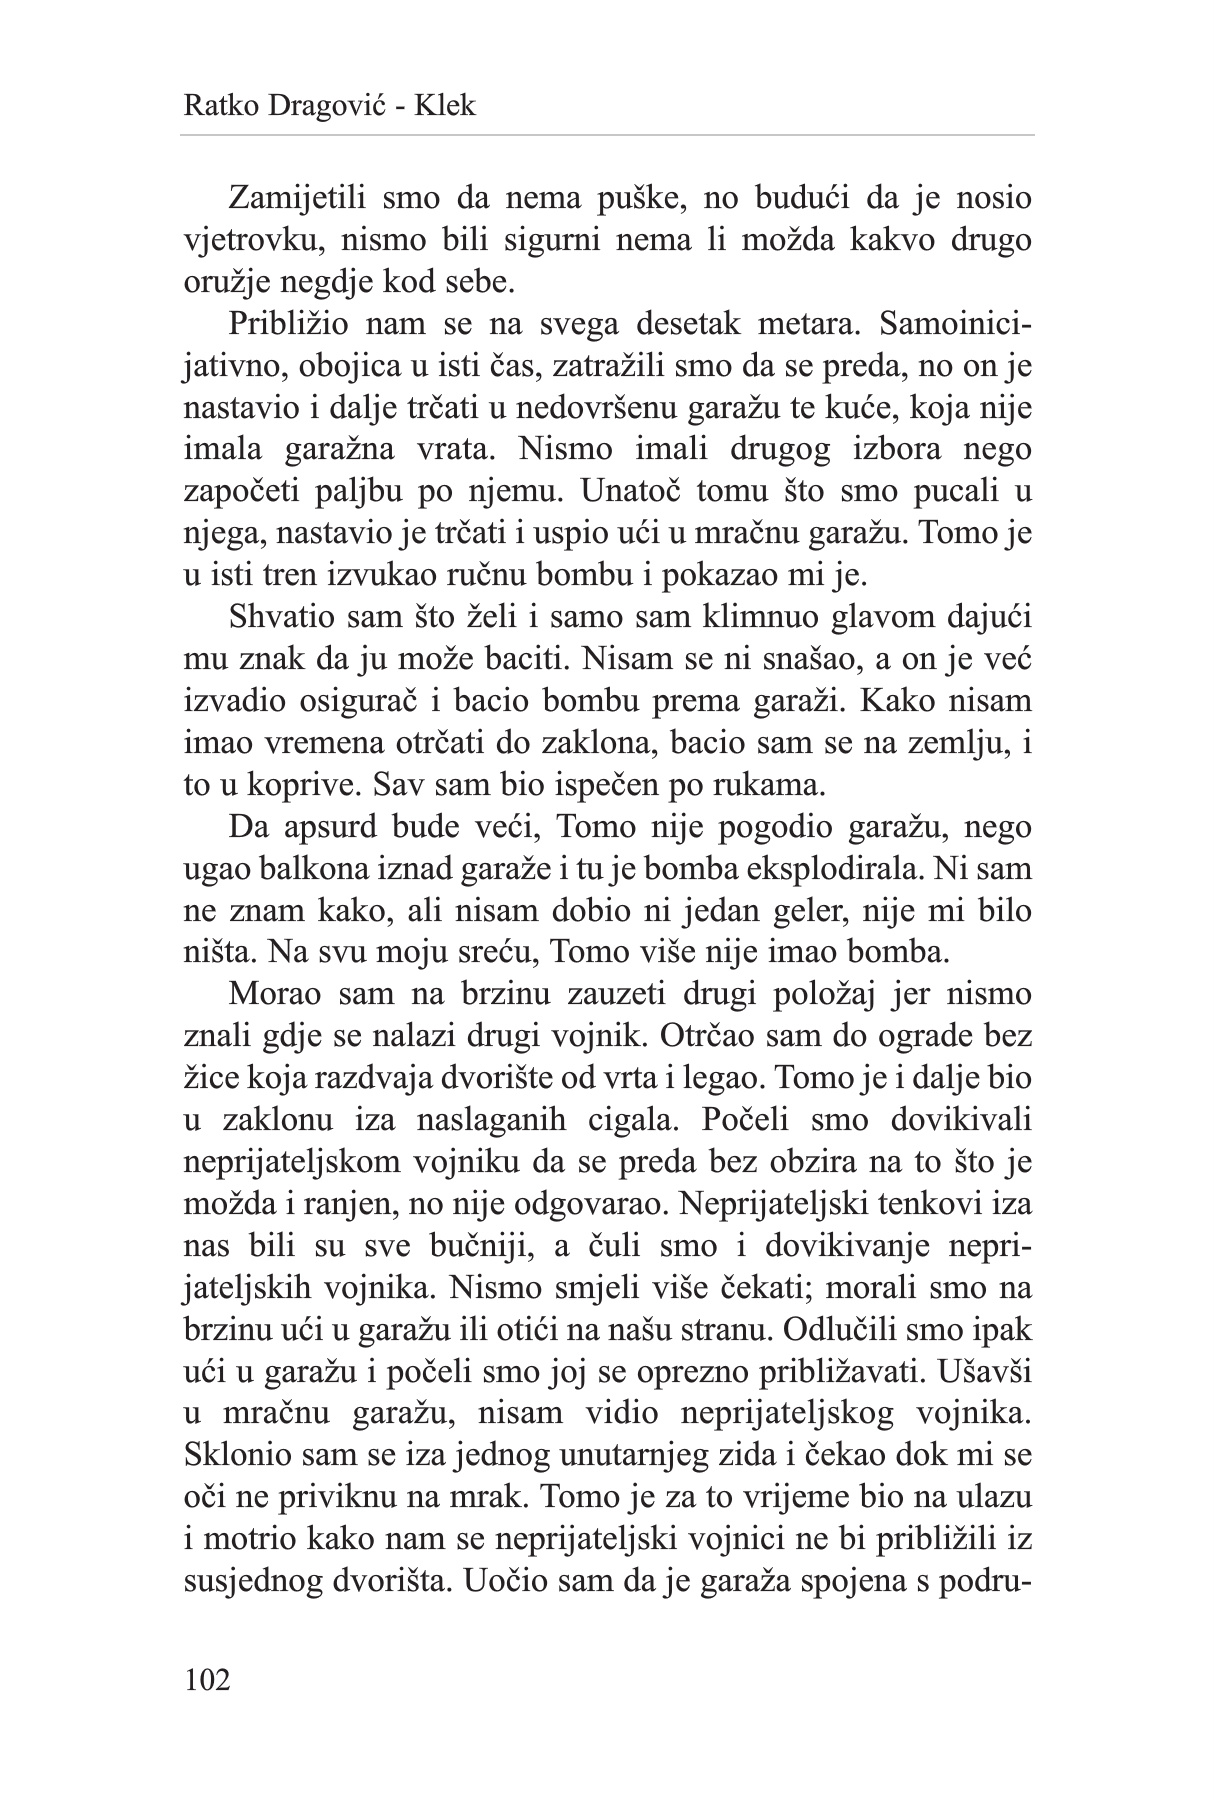 Ratko Dragović - Klek
Zamijetili smo da nema puške, no budući da je nosio
vjetrovku, nismo bili sigurni nema li možda kakvo drugo
oružje negdje kod sebe.
Približio nam se na svega desetak metara. Samoinici-
jativno, obojica u isti čas, zatražili smo da se preda, no on je
nastavio i dalje trčati u nedovršenu garažu te kuće, koja nije
imala garažna vrata. Nismo imali drugog izbora nego
započeti paljbu po njemu. Unatoč tomu što smo pucali u
njega, nastavio je trčati i uspio ući u mračnu garažu. Tomo je
u isti tren izvukao ručnu bombu i pokazao mi je.
Shvatio sam što želi i samo sam klimnuo glavom dajući
mu znak da ju može baciti. Nisam se ni snašao, a on je već
izvadio osigurač i bacio bombu prema garaži. Kako nisam
imao vremena otrčati do zaklona, bacio sam se na zemlju, i
to u koprive. Sav sam bio ispečen po rukama.
Da apsurd bude veći, Tomo nije pogodio garažu, nego
ugao balkona iznad garaže i tu je bomba eksplodirala. Ni sam
ne znam kako, ali nisam dobio ni jedan geler, nije mi bilo
ništa. Na svu moju sreću, Tomo više nije imao bomba.
Morao sam na brzinu zauzeti drugi položaj jer nismo
znali gdje se nalazi drugi vojnik. Otrčao sam do ograde bez
žice koja razdvaja dvorište od vrta i legao. Tomo je i dalje bio
u zaklonu iza naslaganih cigala. Počeli smo dovikivali
neprijateljskom vojniku da se preda bez obzira na to što je
možda i ranjen, no nije odgovarao. Neprijateljski tenkovi iza
nas bili su sve bučniji, a čuli smo i dovikivanje nepri-
jateljskih vojnika. Nismo smjeli više čekati; morali smo na
brzinu ući u garažu ili otići na našu stranu. Odlučili smo ipak
ući u garažu i počeli smo joj se oprezno približavati. Ušavši
u mračnu garažu, nisam vidio neprijateljskog vojnika.
Sklonio sam se iza jednog unutarnjeg zida i čekao dok mi se
oči ne priviknu na mrak. Tomo je za to vrijeme bio na ulazu
i motrio kako nam se neprijateljski vojnici ne bi približili iz
susjednog dvorišta. Uočio sam da je garaža spojena s podru-
102